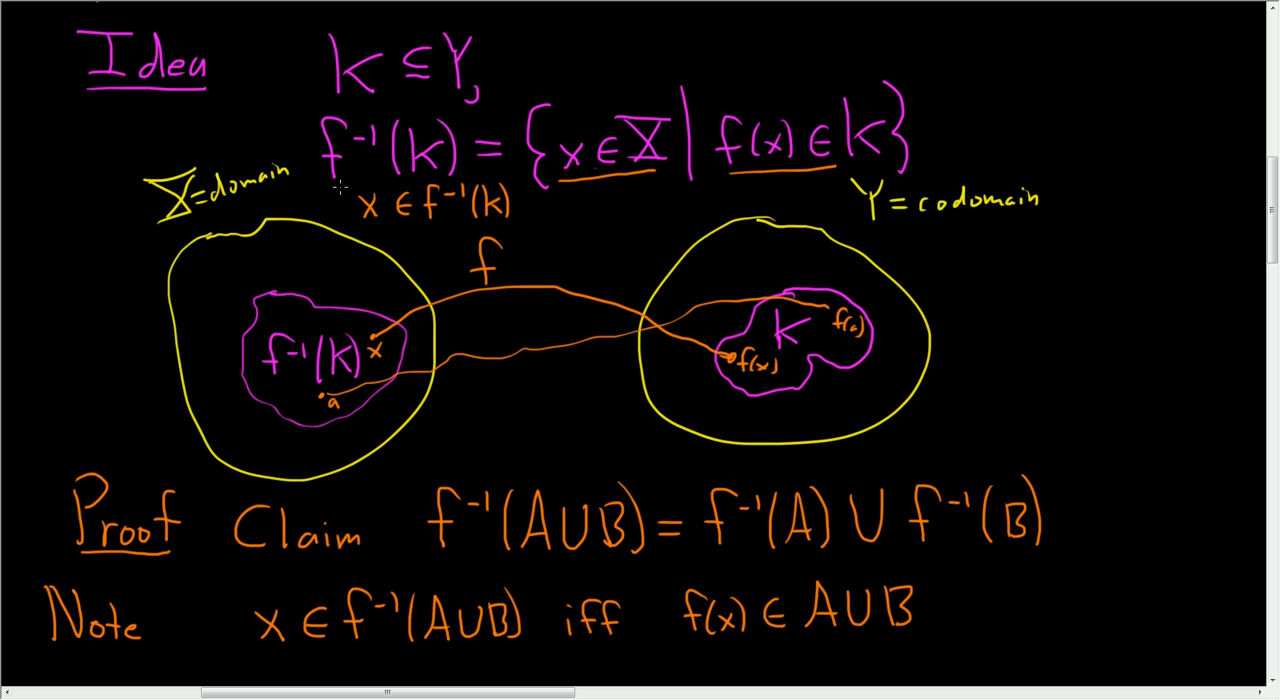 Idea K ⊆ Y,
f⁻¹(K) = {x ∈ X | f(x) ∈ K}
X = domain
x ∈ f⁻¹(K)
Y = codomain
f
f⁻¹(K) x
a
K f(a)
f(x)
Proof Claim f⁻¹(A∪B) = f⁻¹(A) ∪ f⁻¹(B)
Note x ∈ f⁻¹(A∪B) iff f(x) ∈ A∪B